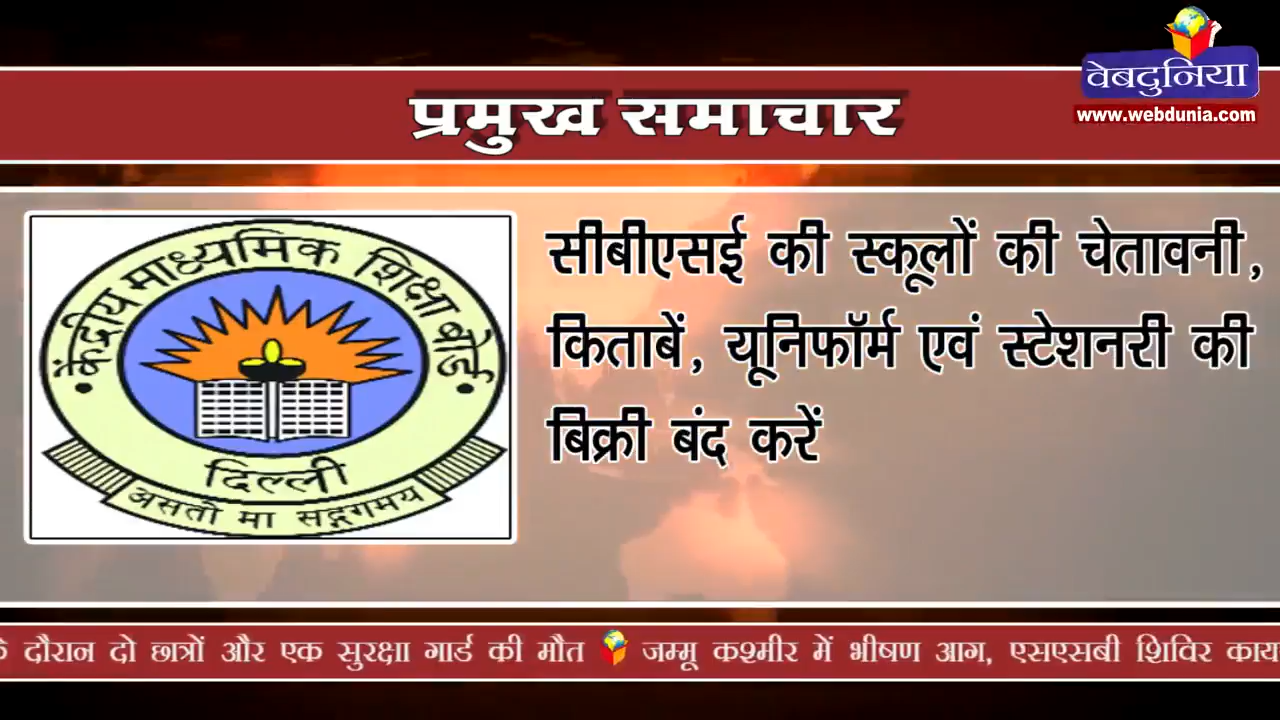 वेबदुनिया
www.webdunia.com
प्रमुख समाचार
केंद्रीय माध्यमिक शिक्षा बोर्ड
दिल्ली
असतो मा सद्गमय
सीबीएसई की स्कूलों की चेतावनी,
किताबें, यूनिफॉर्म एवं स्टेशनरी की
बिक्री बंद करें
के दौरान दो छात्रों और एक सुरक्षा गार्ड की मौत जम्मू कश्मीर में भीषण आग, एसएसबी शिविर